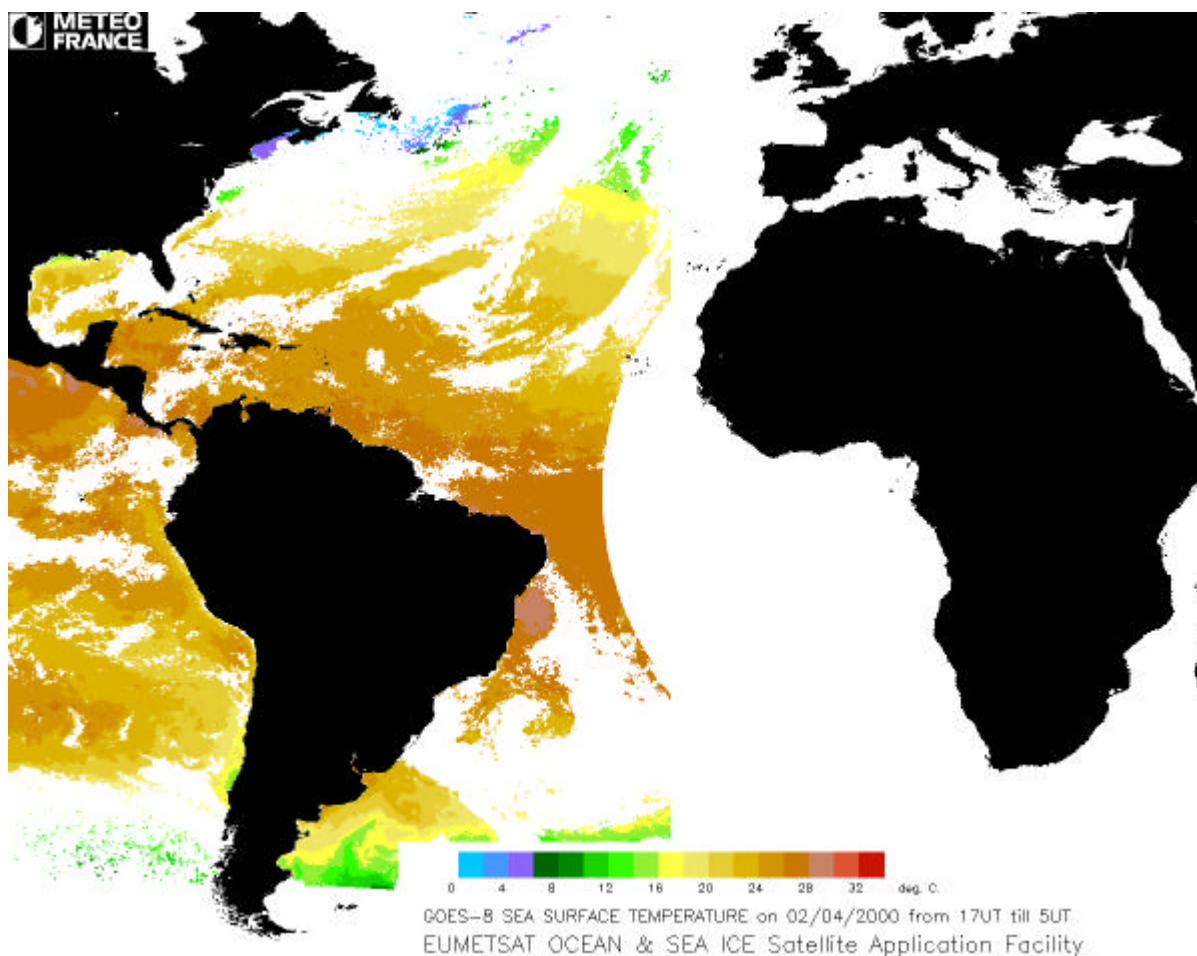 METEO
FRANCE
0 4 8 12 16 20 24 28 32 deg. C.
GOES-8 SEA SURFACE TEMPERATURE on 02/04/2000 from 17UT till 5UT
EUMETSAT OCEAN & SEA ICE Satellite Application Facility